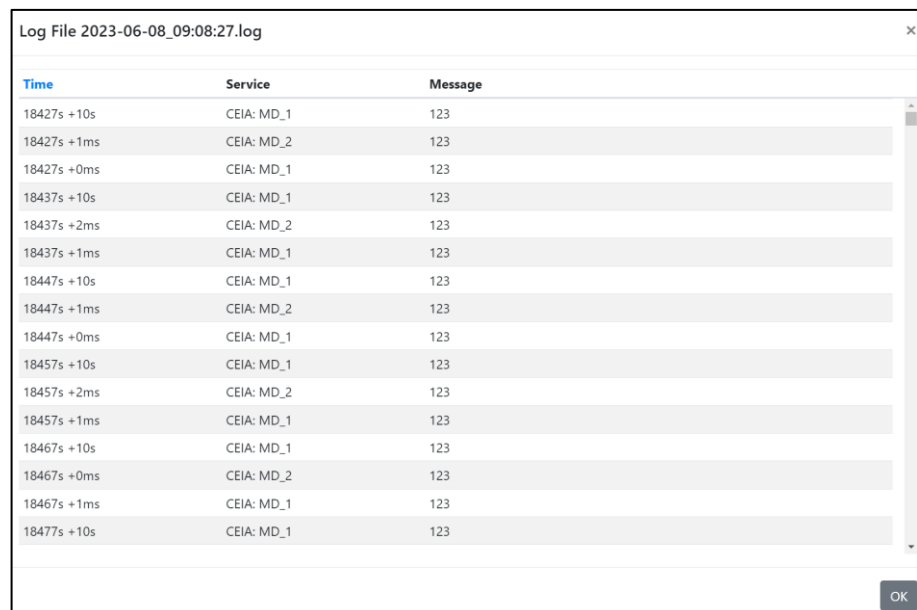 Log File 2023-06-08_09:08:27.log ×
Time Service Message
18427s +10s CEIA: MD_1 123
18427s +1ms CEIA: MD_2 123
18427s +0ms CEIA: MD_1 123
18437s +10s CEIA: MD_1 123
18437s +2ms CEIA: MD_2 123
18437s +1ms CEIA: MD_1 123
18447s +10s CEIA: MD_1 123
18447s +1ms CEIA: MD_2 123
18447s +0ms CEIA: MD_1 123
18457s +10s CEIA: MD_1 123
18457s +2ms CEIA: MD_2 123
18457s +1ms CEIA: MD_1 123
18467s +10s CEIA: MD_1 123
18467s +0ms CEIA: MD_2 123
18467s +1ms CEIA: MD_1 123
18477s +10s CEIA: MD_1 123
OK